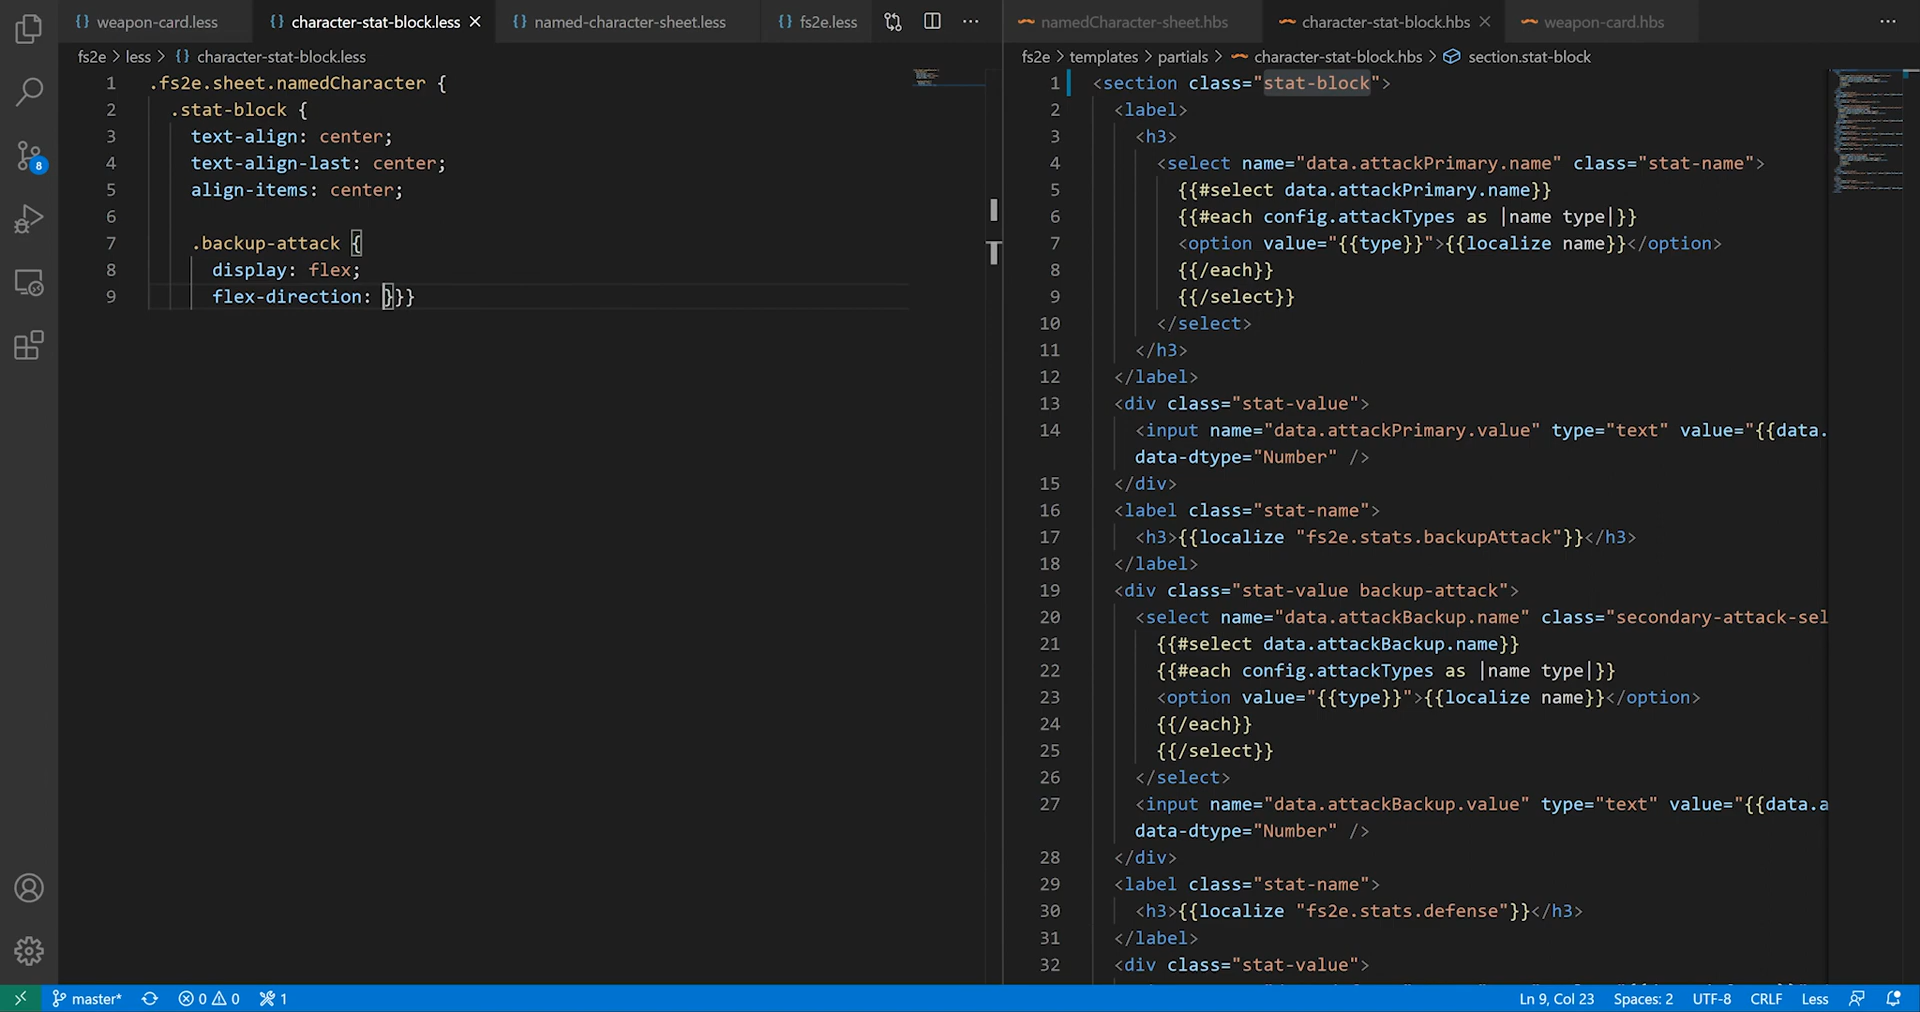 weapon-card.less
character-stat-block.less
named-character-sheet.less
fs2e.less
namedCharacter-sheet.hbs
character-stat-block.hbs
weapon-card.hbs
fs2e > less > {} character-stat-block.less
1 .fs2e.sheet.namedCharacter {
2 .stat-block {
3 text-align: center;
4 text-align-last: center;
5 align-items: center;
6
7 .backup-attack {
8 display: flex;
9 flex-direction: }}}
fs2e > templates > partials > character-stat-block.hbs > section.stat-block
1 <section class="stat-block">
2 <label>
3 <h3>
4 <select name="data.attackPrimary.name" class="stat-name">
5 {{#select data.attackPrimary.name}}
6 {{#each config.attackTypes as |name type|}}
7 <option value="{{type}}">{{localize name}}</option>
8 {{/each}}
9 {{/select}}
10 </select>
11 </h3>
12 </label>
13 <div class="stat-value">
14 <input name="data.attackPrimary.value" type="text" value="{{data.
data-dtype="Number" />
15 </div>
16 <label class="stat-name">
17 <h3>{{localize "fs2e.stats.backupAttack"}}</h3>
18 </label>
19 <div class="stat-value backup-attack">
20 <select name="data.attackBackup.name" class="secondary-attack-sel
21 {{#select data.attackBackup.name}}
22 {{#each config.attackTypes as |name type|}}
23 <option value="{{type}}">{{localize name}}</option>
24 {{/each}}
25 {{/select}}
26 </select>
27 <input name="data.attackBackup.value" type="text" value="{{data.a
data-dtype="Number" />
28 </div>
29 <label class="stat-name">
30 <h3>{{localize "fs2e.stats.defense"}}</h3>
31 </label>
32 <div class="stat-value">
8
master* 0 0 1
Ln 9, Col 23 Spaces: 2 UTF-8 CRLF Less